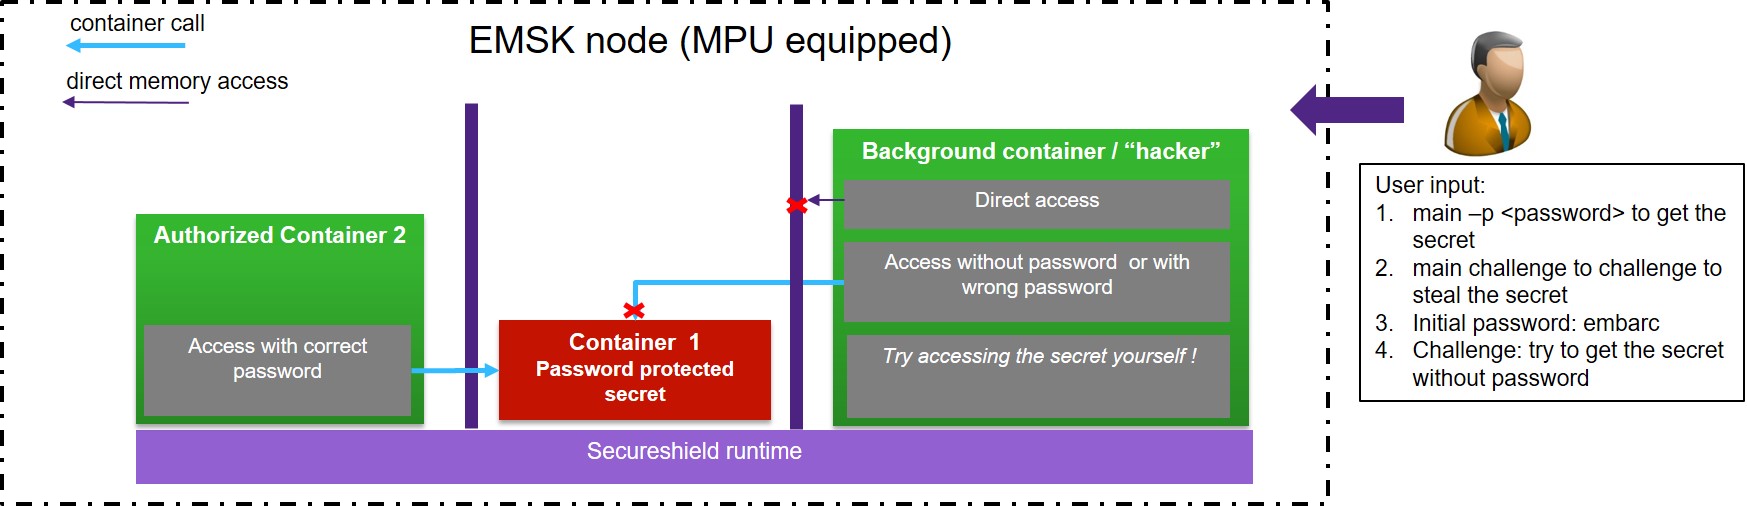 container call
EMSK node (MPU equipped)
direct memory access
Background container / “hacker”
Direct access
Access without password  or with
wrong password
Try accessing the secret yourself !
Authorized Container 2
Access with correct
password
Container  1
Password protected
secret
Secureshield runtime
User input:
1. main –p <password> to get the
secret
2. main challenge to challenge to
steal the secret
3. Initial password: embarc
4. Challenge: try to get the secret
without password